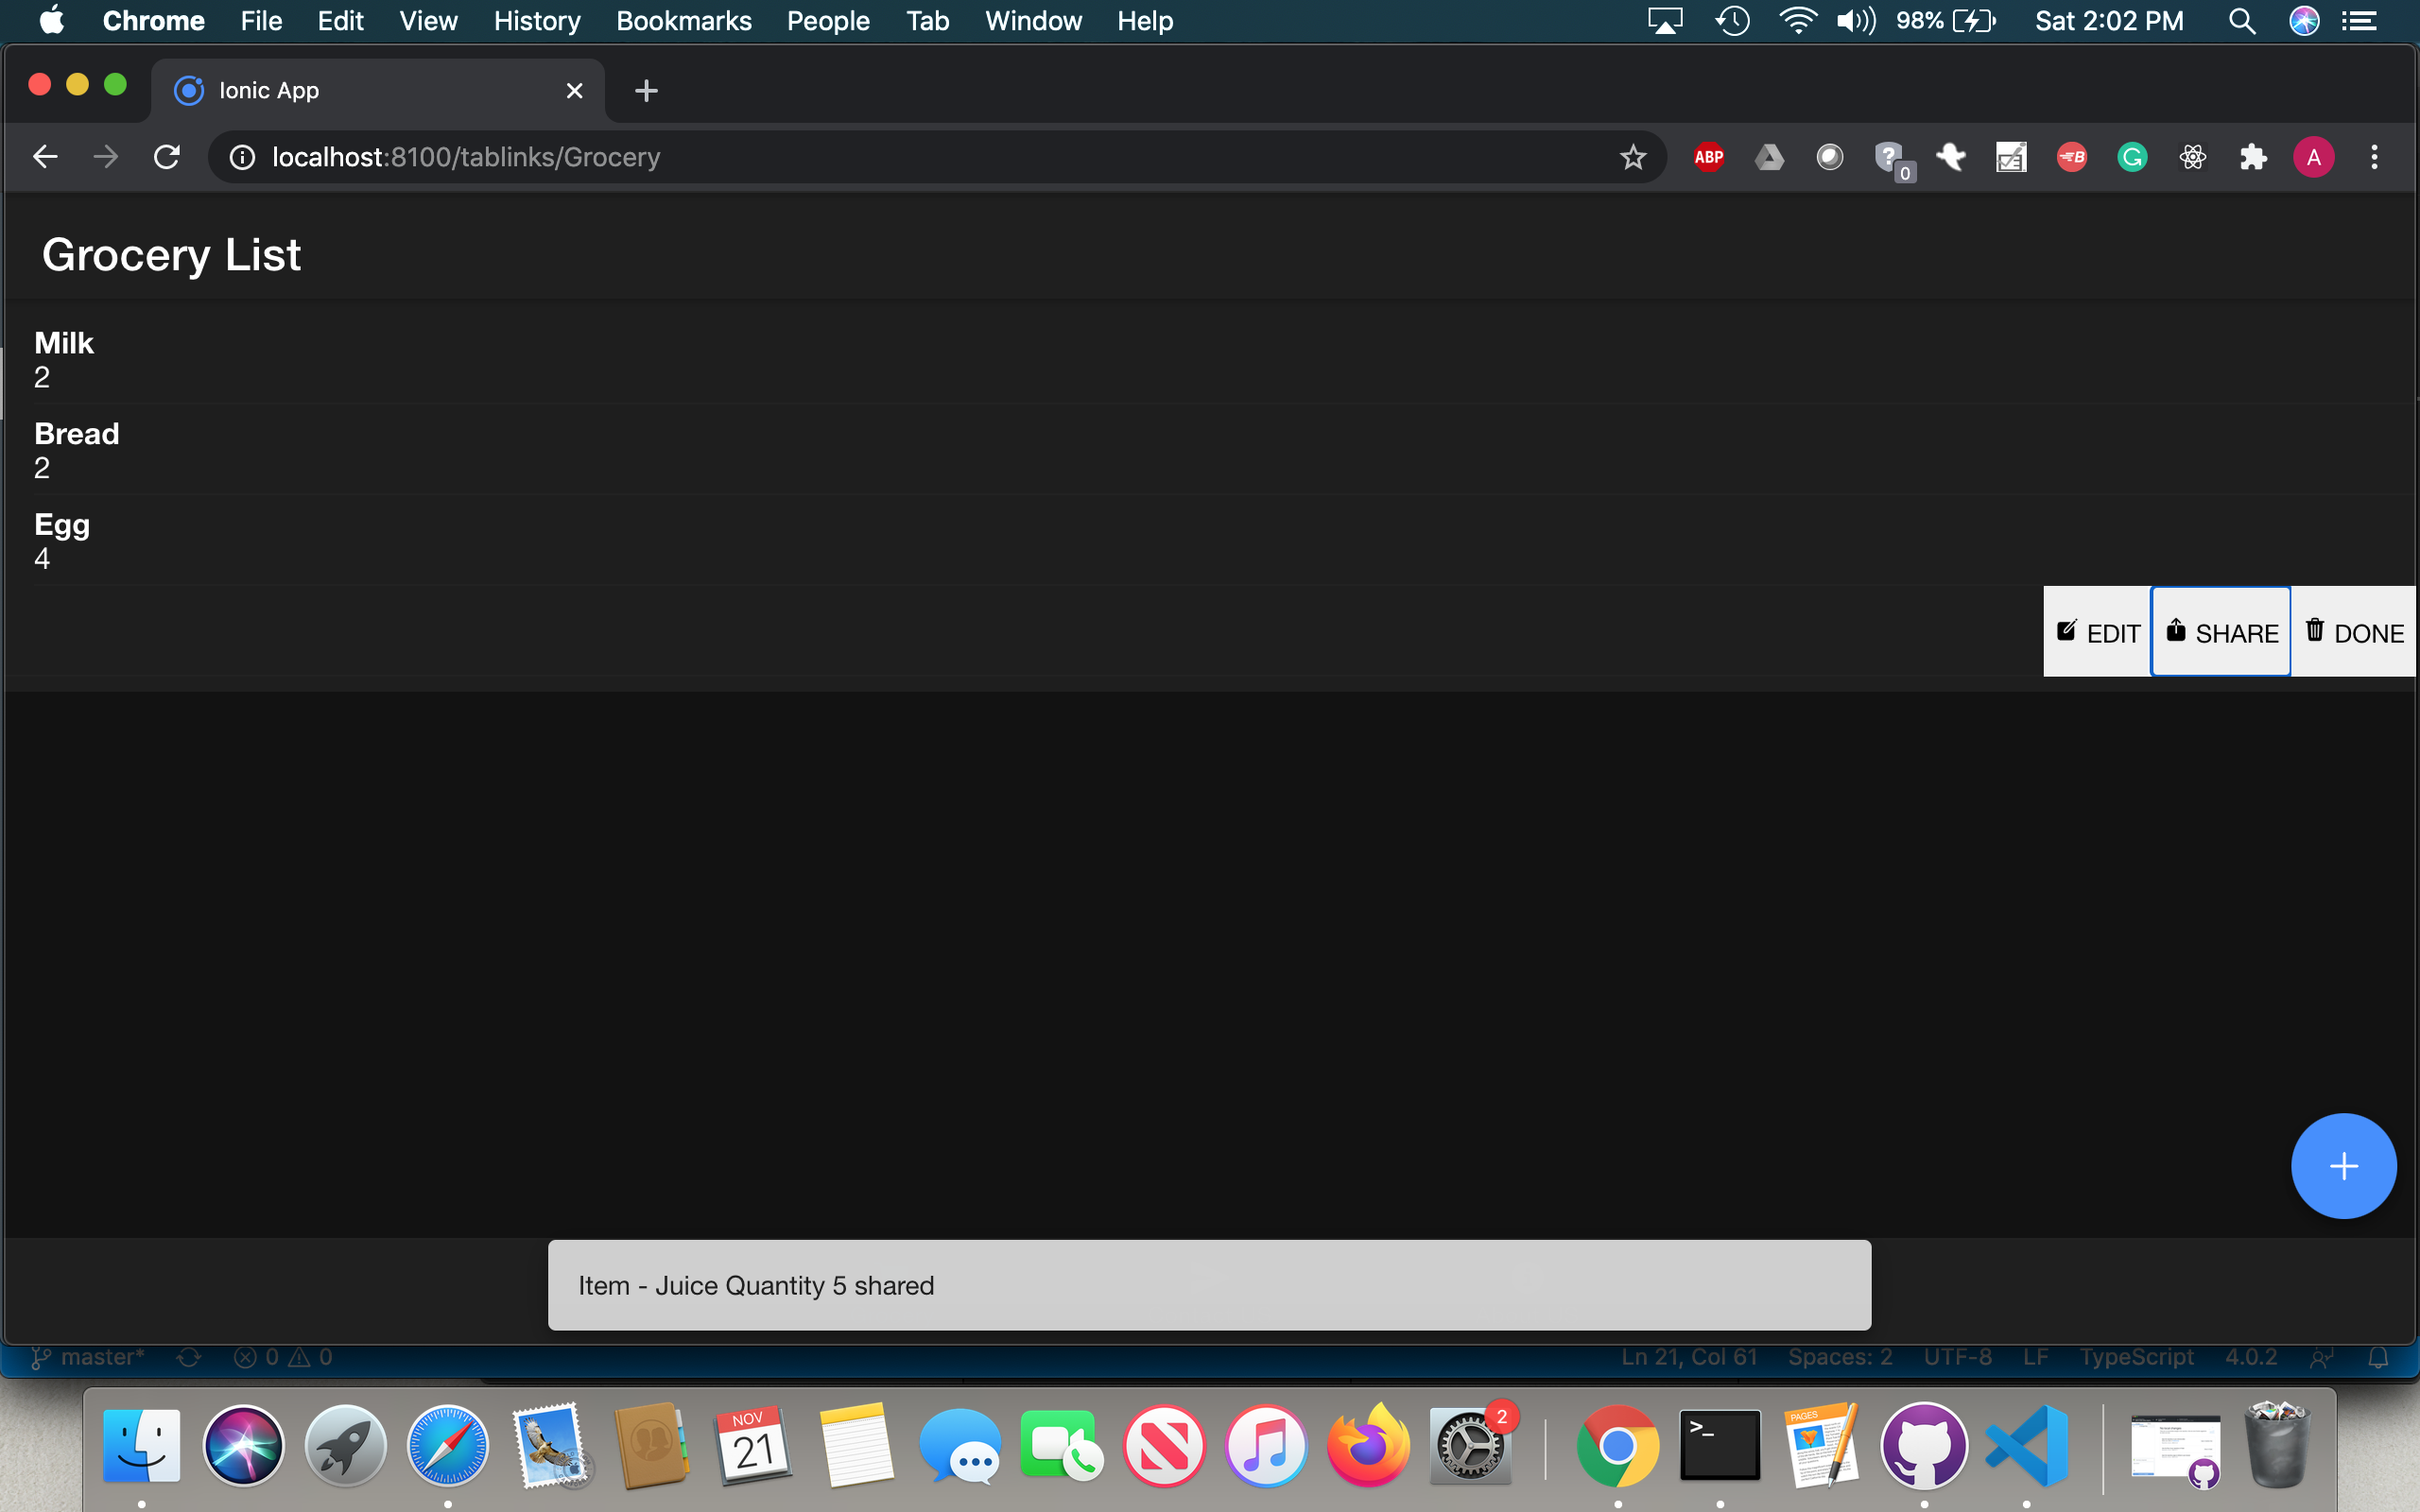 Chrome File Edit View History Bookmarks People Tab Window Help 98% Sat 2:02 PM
Ionic App
localhost:8100/tablinks/Grocery
ABP
0
B
G
A
Grocery List
Milk
2
Bread
2
Egg
4
EDIT SHARE DONE
Item - Juice Quantity 5 shared
master* 0 0 Ln 21, Col 61 Spaces: 2 UTF-8 LF TypeScript 4.0.2
NOV
21
2
>_
PAGES